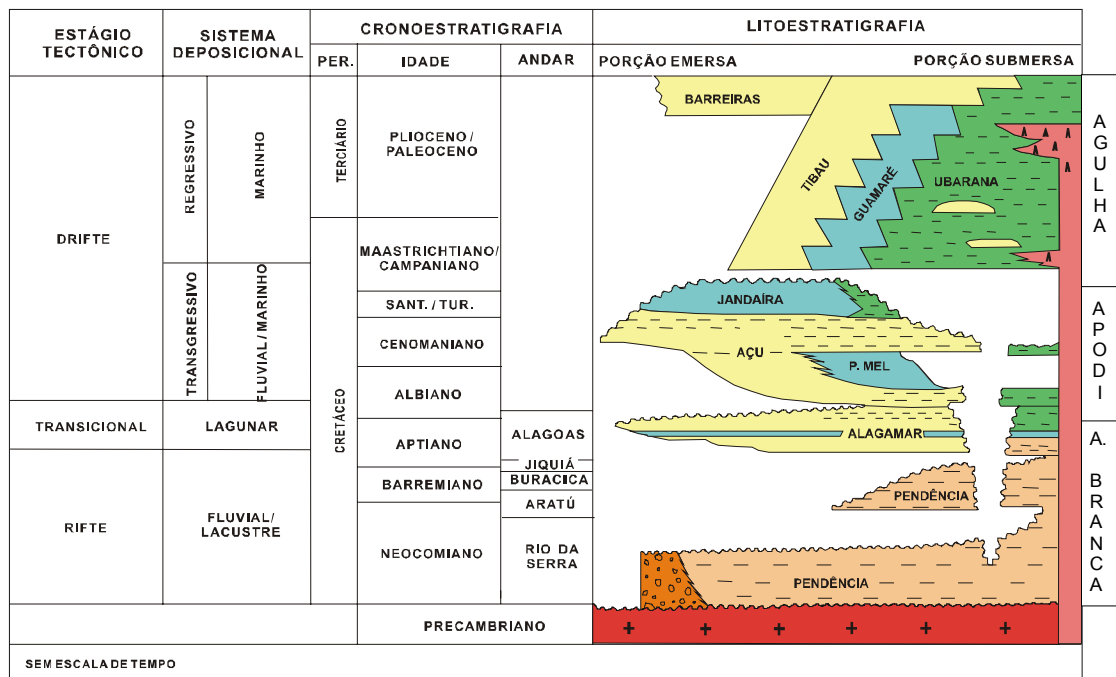 ESTÁGIO
TECTÔNICO
SISTEMA
DEPOSICIONAL
CRONOESTRATIGRAFIA
PER.
IDADE
ANDAR
LITOESTRATIGRAFIA
PORÇÃO EMERSA
PORÇÃO SUBMERSA
DRIFTE
REGRESSIVO
MARINHO
TRANSGRESSIVO
FLUVIAL / MARINHO
TRANSICIONAL
LAGUNAR
RIFTE
FLUVIAL/
LACUSTRE
TERCIÁRIO
CRETÁCEO
PLIOCENO /
PALEOCENO
MAASTRICHTIANO/
CAMPANIANO
SANT. / TUR.
CENOMANIANO
ALBIANO
APTIANO
BARREMIANO
NEOCOMIANO
PRECAMBRIANO
ALAGOAS
JIQUIÁ
BURACICA
ARATÚ
RIO DA
SERRA
BARREIRAS
TIBAU
GUAMARÉ
UBARANA
JANDAÍRA
AÇU
P. MEL
ALAGAMAR
PENDÊNCIA
PENDÊNCIA
AGULHA
APODI
A. BRANCA
SEM ESCALA DE TEMPO